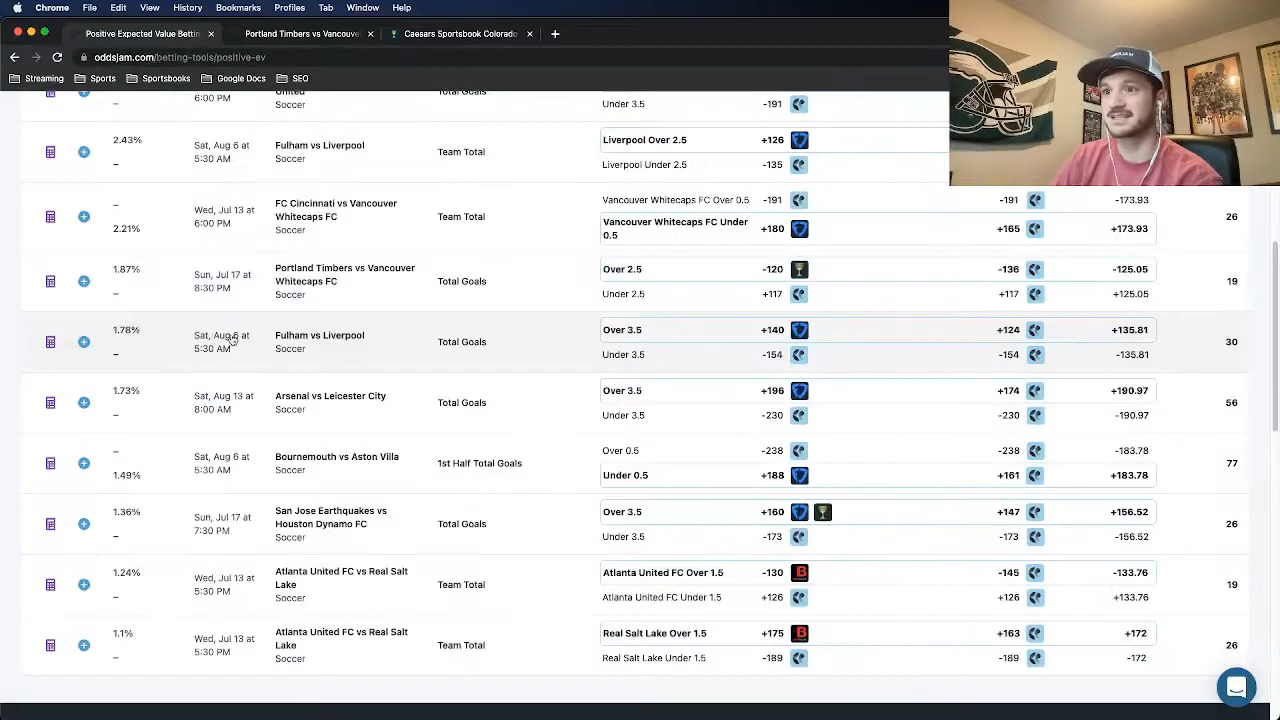 Chrome File Edit View History Bookmarks Profiles Tab Window Help
Positive Expected Value Bettin × Portland Timbers vs Vancouve × Caesars Sportsbook Colorado × +
oddsjam.com/betting-tools/positive-ev
Streaming Sports Sportsbooks Google Docs SEO
– 6:00 PM United Soccer Under 3.5 -191
2.43% Sat, Aug 6 at Fulham vs Liverpool Liverpool Over 2.5 +126
– 5:30 AM Soccer Team Total Liverpool Under 2.5 -135
– Wed, Jul 13 at FC Cincinnati vs Vancouver Vancouver Whitecaps FC Over 0.5 -191 -191 -173.93
2.21% 6:00 PM Whitecaps FC Team Total Vancouver Whitecaps FC Under +180 +165 +173.93 26
Soccer 0.5
1.87% Sun, Jul 17 at Portland Timbers vs Vancouver Over 2.5 -120 -136 -125.05
– 8:30 PM Whitecaps FC Total Goals Under 2.5 +117 +117 +125.05 19
Soccer
1.78% Sat, Aug 6 at Fulham vs Liverpool Over 3.5 +140 +124 +135.81
– 5:30 AM Soccer Total Goals Under 3.5 -154 -154 -135.81 30
1.73% Sat, Aug 13 at Arsenal vs Leicester City Over 3.5 +196 +174 +190.97
– 8:00 AM Soccer Total Goals Under 3.5 -230 -230 -190.97 56
– Sat, Aug 6 at Bournemouth vs Aston Villa Over 0.5 -238 -238 -183.78
1.49% 5:30 AM Soccer 1st Half Total Goals Under 0.5 +188 +161 +183.78 77
1.36% Sun, Jul 17 at San Jose Earthquakes vs Over 3.5 +160 +147 +156.52
– 7:30 PM Houston Dynamo FC Total Goals Under 3.5 -173 -173 -156.52 26
Soccer
1.24% Wed, Jul 13 at Atlanta United FC vs Real Salt Atlanta United FC Over 1.5 -130 -145 -133.76
– 5:30 PM Lake Team Total Atlanta United FC Under 1.5 +126 +126 +133.76 19
Soccer
1.1% Wed, Jul 13 at Atlanta United FC vs Real Salt Real Salt Lake Over 1.5 +175 +163 +172
– 5:30 PM Lake Team Total Real Salt Lake Under 1.5 -189 -189 -172 26
Soccer